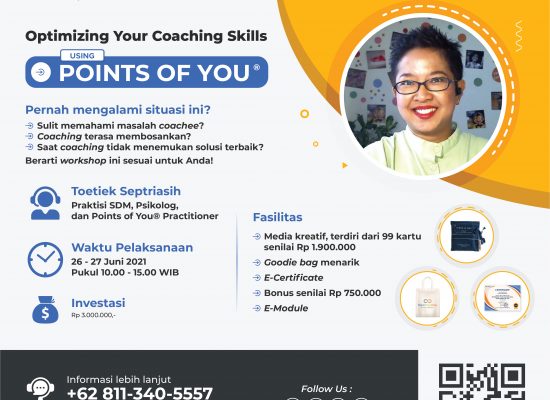 Optimizing Your Coaching Skills
USING
POINTS OF YOU®
Pernah mengalami situasi ini?
Sulit memahami masalah coachee?
Coaching terasa membosankan?
Saat coaching tidak menemukan solusi terbaik?
Berarti workshop ini sesuai untuk Anda!
Toetiek Septriasih
Praktisi SDM, Psikolog,
dan Points of You® Practitioner
Waktu Pelaksanaan
26 - 27 Juni 2021
Pukul 10.00 - 15.00 WIB
Investasi
Rp 3.000.000,-
Fasilitas
Media kreatif, terdiri dari 99 kartu
senilai Rp 1.900.000
Goodie bag menarik
E-Certificate
Bonus senilai Rp 750.000
E-Module
Informasi lebih lanjut
+62 811-340-5557
Follow Us :